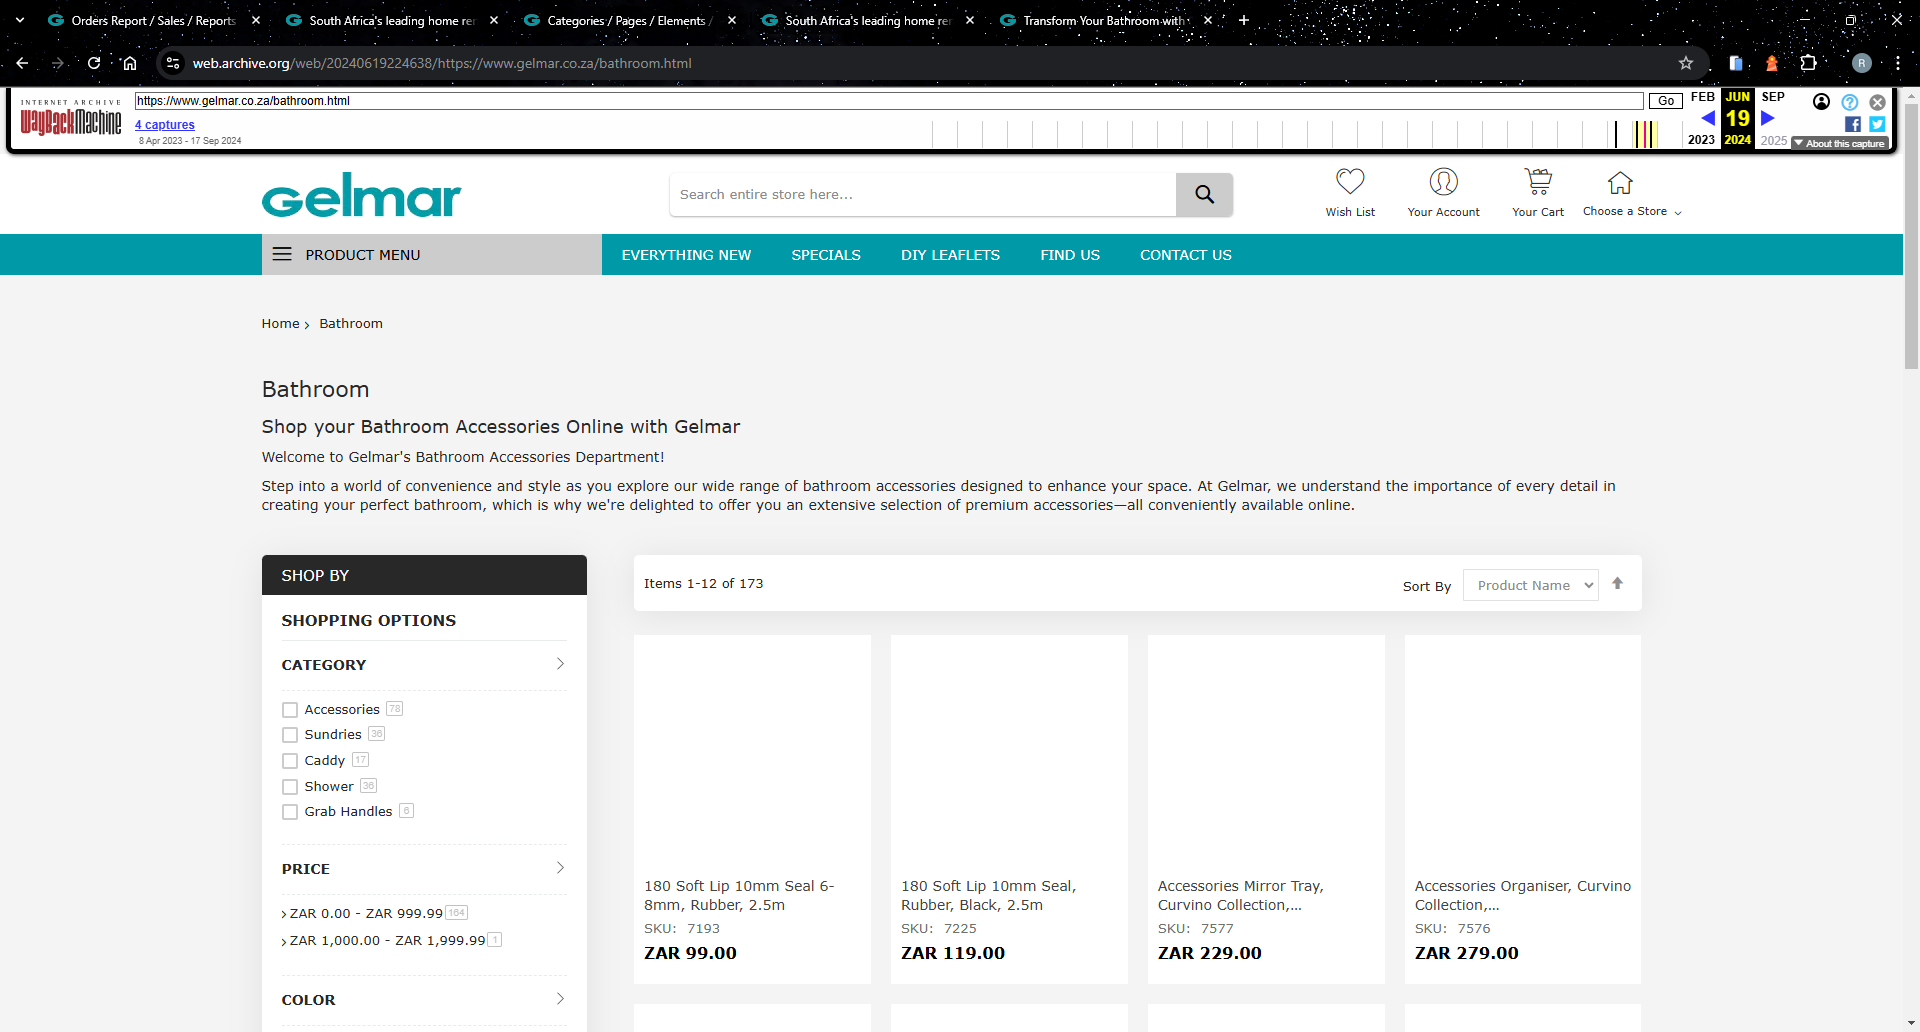 Orders Report / Sales / Reports
South Africa's leading home rer
Categories / Pages / Elements /
South Africa's leading home rer
Transform Your Bathroom with
web.archive.org/web/20240619224638/https://www.gelmar.co.za/bathroom.html
R
INTERNET ARCHIVE
WayBackMachine
https://www.gelmar.co.za/bathroom.html
Go
FEB JUN SEP
4 captures
19
8 Apr 2023 - 17 Sep 2024
2023 2024 2025
About this capture
Gelmar
Search entire store here...
Wish List
Your Account
Your Cart
Choose a Store
PRODUCT MENU
EVERYTHING NEW
SPECIALS
DIY LEAFLETS
FIND US
CONTACT US
Home › Bathroom
Bathroom
Shop your Bathroom Accessories Online with Gelmar
Welcome to Gelmar's Bathroom Accessories Department!
Step into a world of convenience and style as you explore our wide range of bathroom accessories designed to enhance your space. At Gelmar, we understand the importance of every detail in
creating your perfect bathroom, which is why we're delighted to offer you an extensive selection of premium accessories—all conveniently available online.
SHOP BY
SHOPPING OPTIONS
CATEGORY
Accessories 78
Sundries 36
Caddy 17
Shower 36
Grab Handles 6
PRICE
ZAR 0.00 - ZAR 999.99 164
ZAR 1,000.00 - ZAR 1,999.99 1
COLOR
Items 1-12 of 173
Sort By
Product Name
180 Soft Lip 10mm Seal 6-
8mm, Rubber, 2.5m
SKU: 7193
ZAR 99.00
180 Soft Lip 10mm Seal,
Rubber, Black, 2.5m
SKU: 7225
ZAR 119.00
Accessories Mirror Tray,
Curvino Collection,...
SKU: 7577
ZAR 229.00
Accessories Organiser, Curvino
Collection,...
SKU: 7576
ZAR 279.00